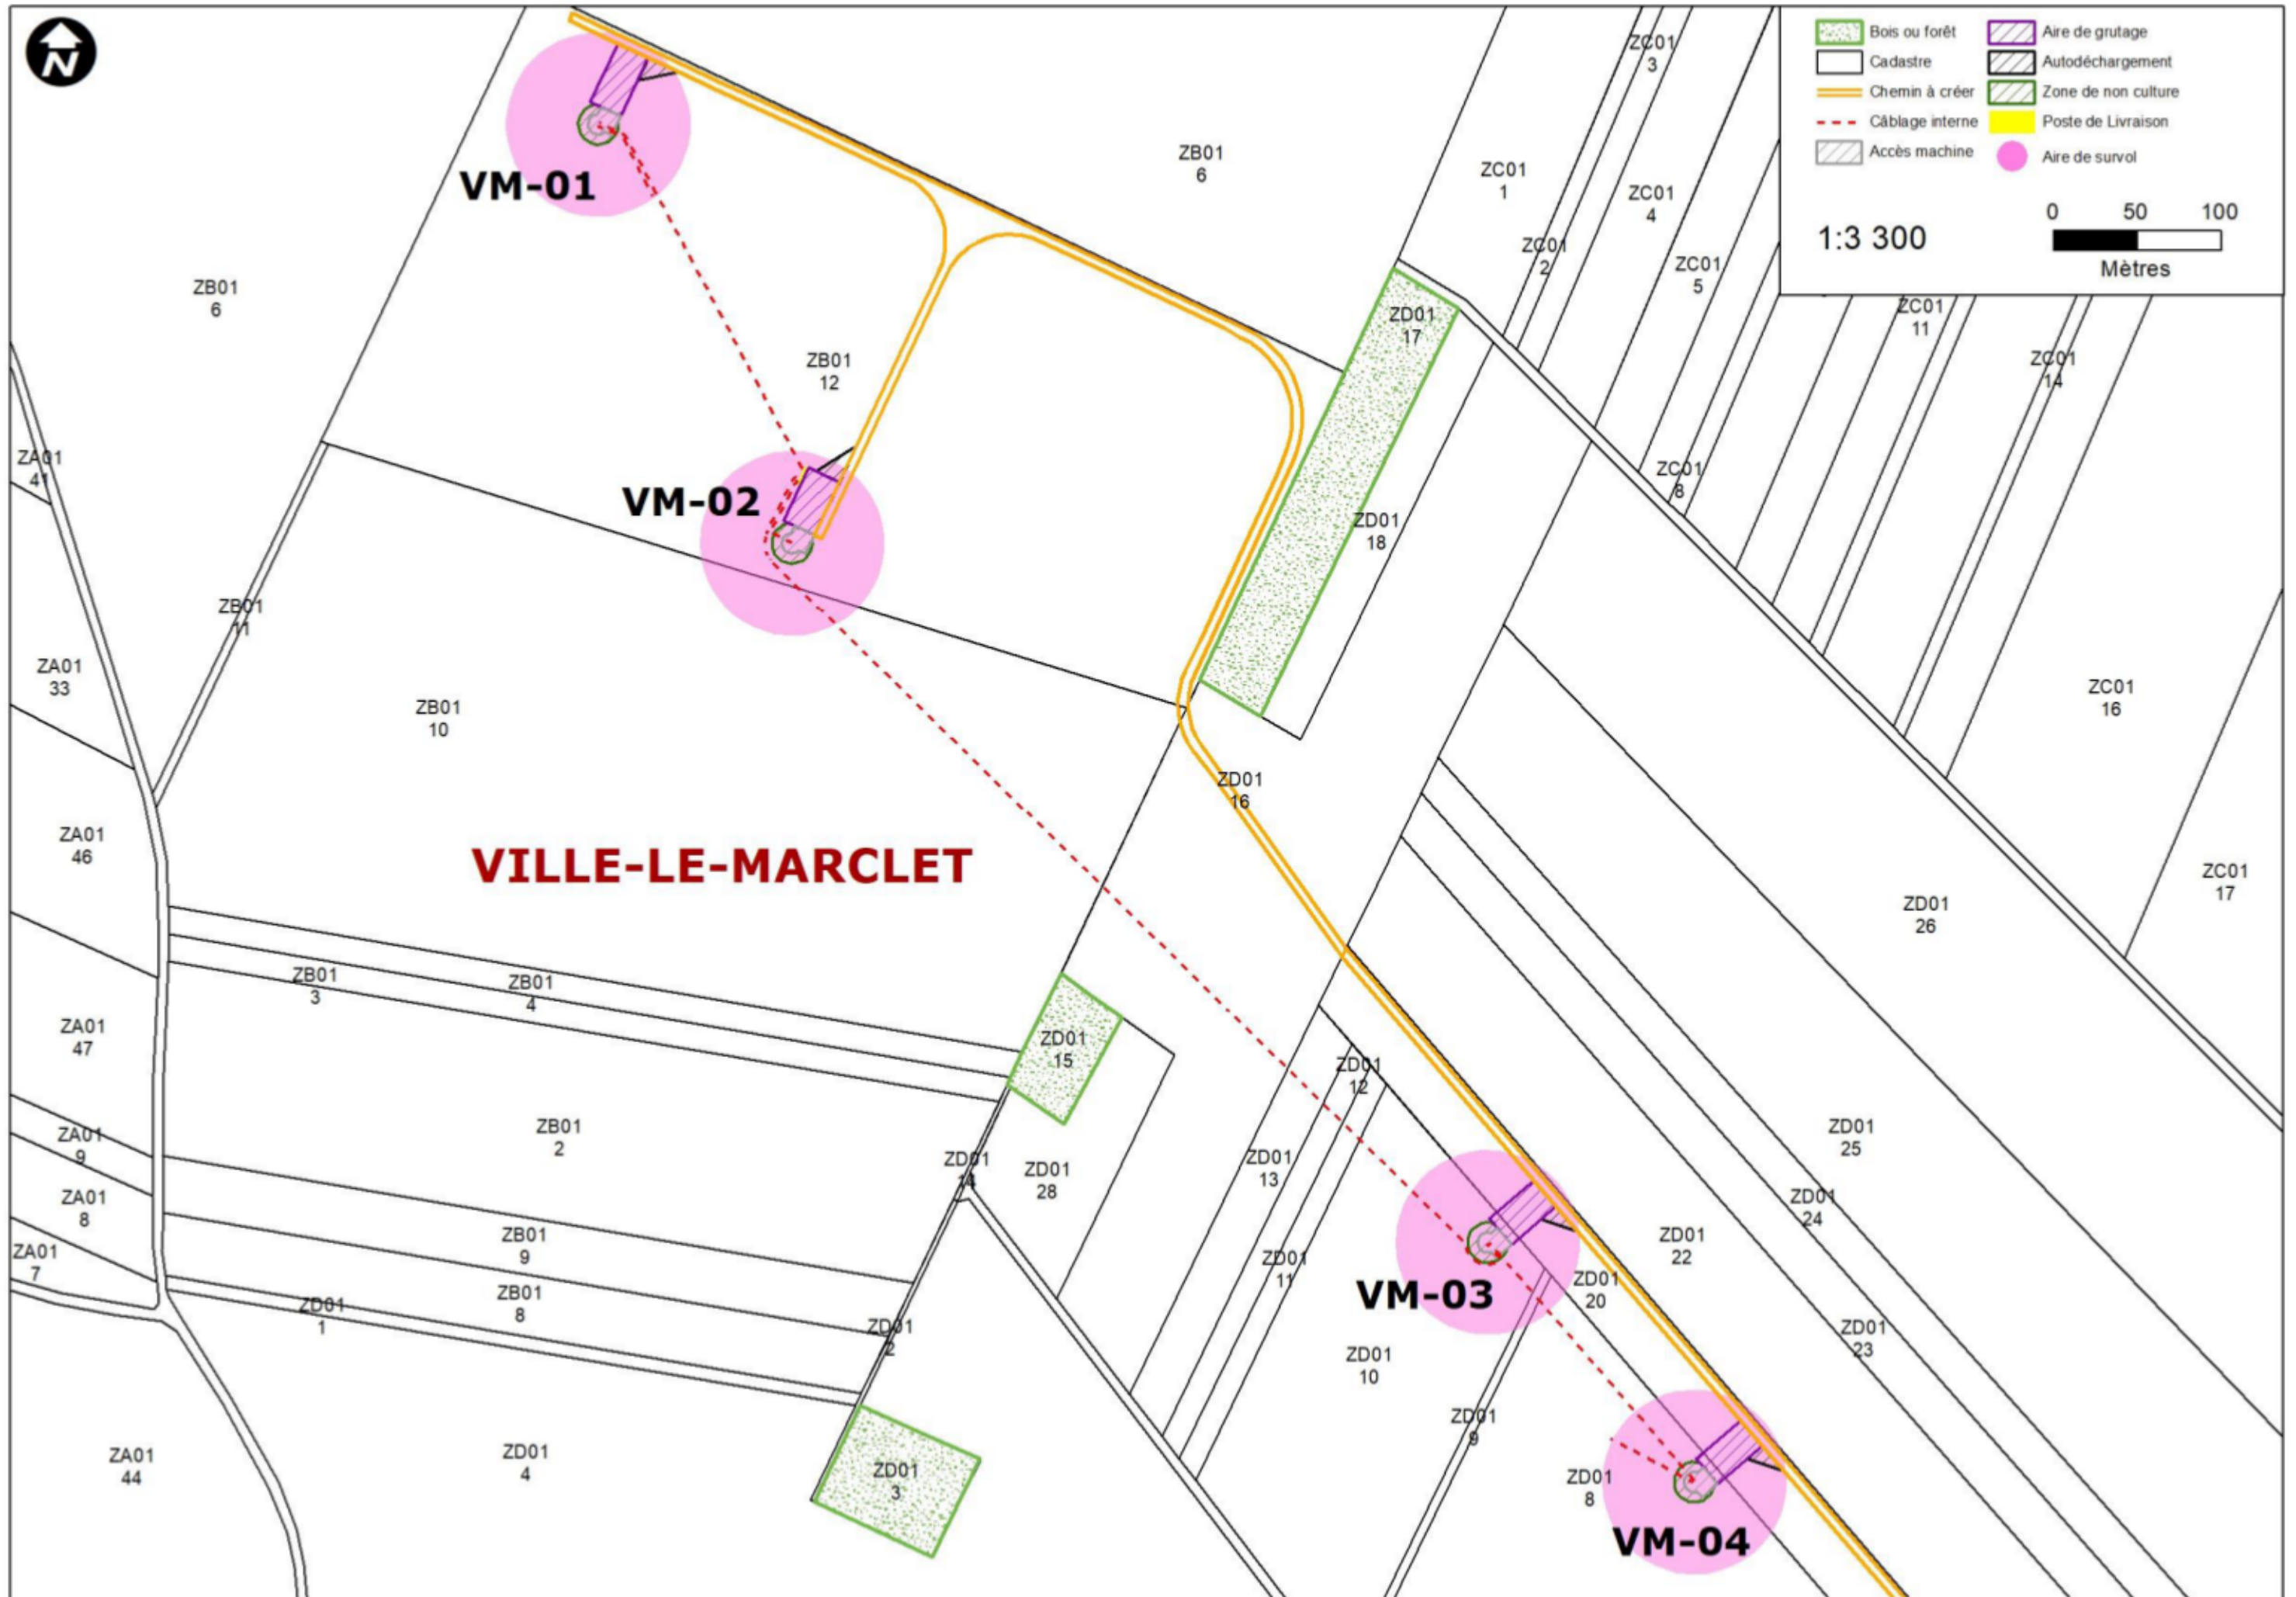 N
Bois ou forêt
Aire de grutage
Cadastre
Autodéchargement
Chemin à créer
Zone de non culture
Câblage interne
Poste de Livraison
Accès machine
Aire de survol
1:3 300
0 50 100
Mètres
ZC01
3
ZB01
6
ZC01
1
ZC01
4
VM-01
ZC01
2
ZC01
5
ZB01
6
ZD01
17
ZC01
11
ZB01
12
ZC01
14
ZA01
41
ZC01
8
VM-02
ZD01
18
ZB01
11
ZA01
33
ZB01
10
ZC01
16
ZD01
16
ZA01
46
VILLE-LE-MARCLET
ZC01
17
ZD01
26
ZB01
3
ZB01
4
ZA01
47
ZD01
15
ZD01
12
ZB01
2
ZA01
9
ZD01
25
ZD01
14
ZD01
28
ZD01
13
ZA01
8
ZD01
24
ZB01
9
ZD01
22
ZA01
7
ZD01
11
VM-03
ZD01
20
ZB01
8
ZD01
1
ZD01
2
ZD01
23
ZD01
10
ZD01
9
ZA01
44
ZD01
4
ZD01
3
ZD01
8
VM-04